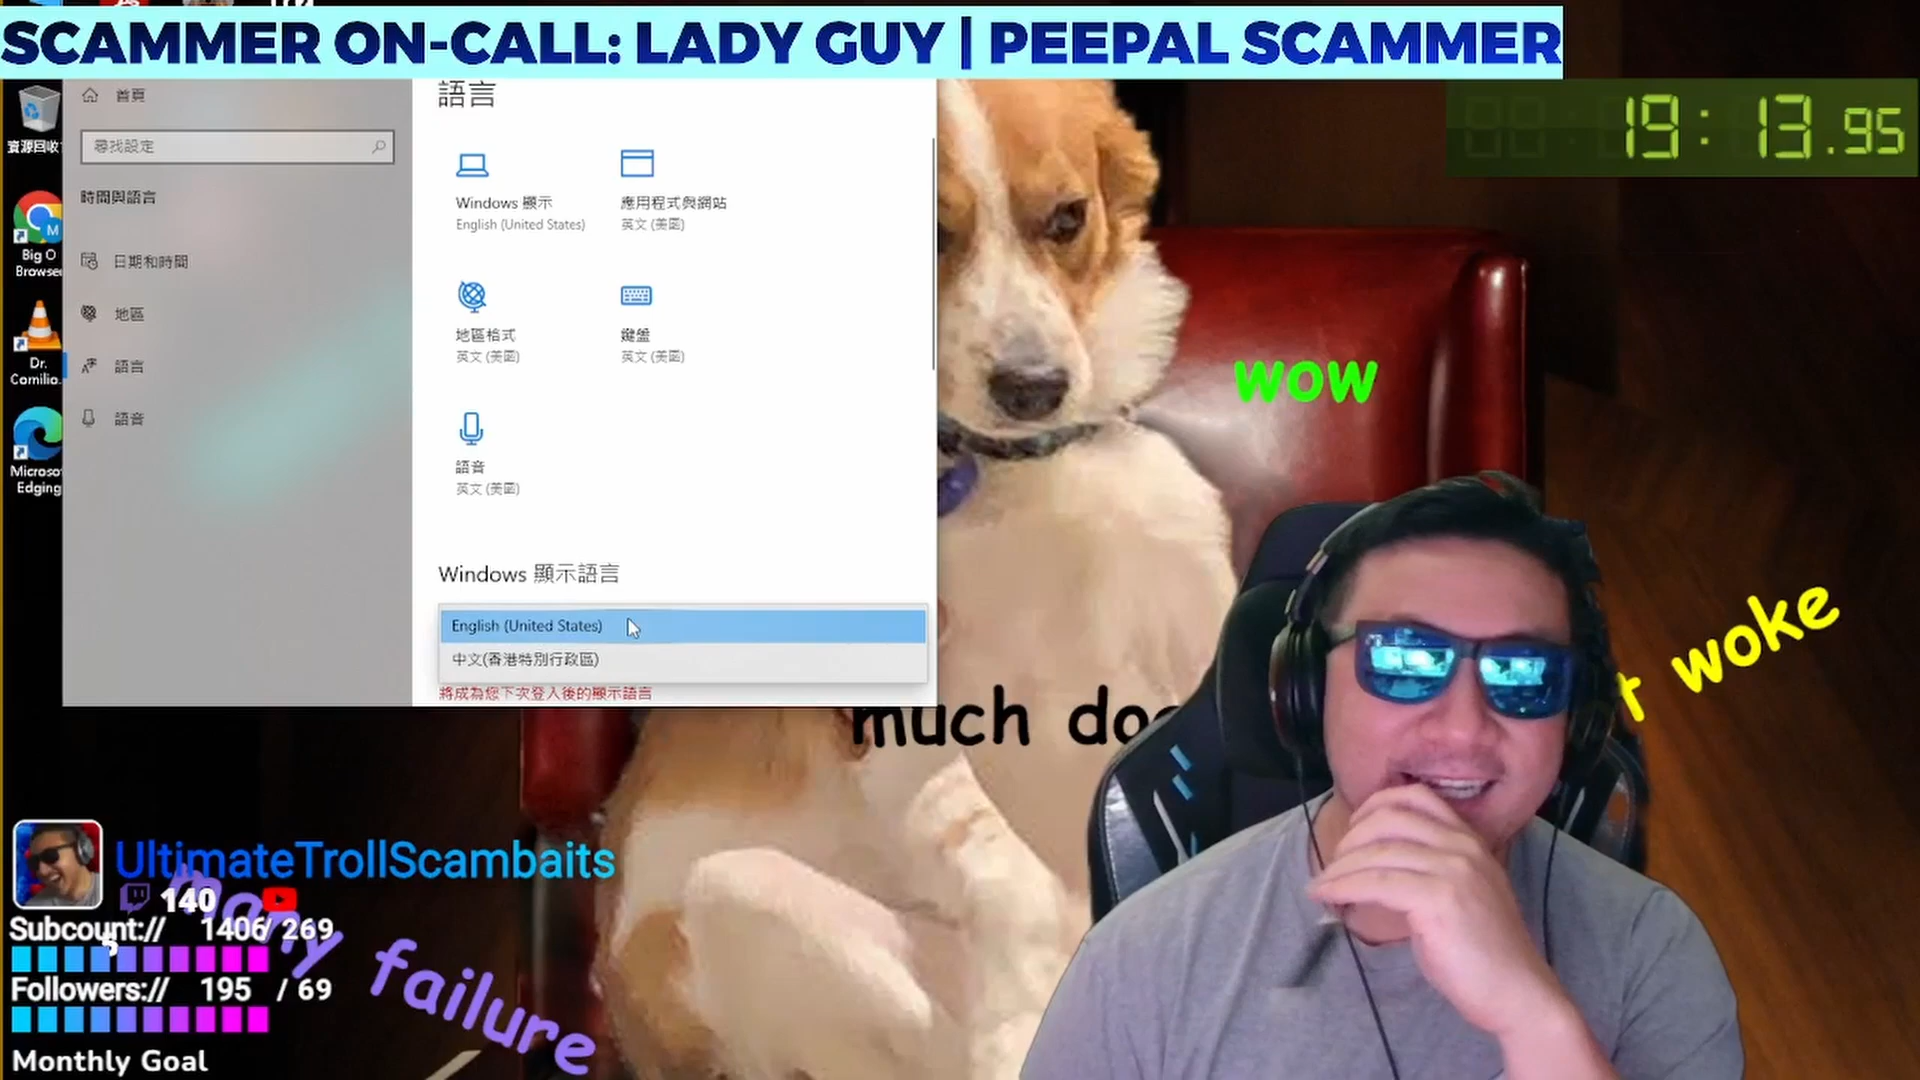 SCAMMER ON-CALL: LADY GUY | PEEPAL SCAMMER
19:13.95
首頁
尋找設定
時間與語言
日期和時間
地區
語言
語音
語言
Windows 顯示
English (United States)
應用程式與網站
英文 (美國)
地區格式
英文 (美國)
鍵盤
英文 (美國)
語音
英文 (美國)
Windows 顯示語言
English (United States)
中文(香港特別行政區)
將成為您下次登入後的顯示語言
資源回收
Big O
Browse
Dr.
Comilio.
Microso
Edging
wow
woke
much do
many failure
UltimateTrollScambaits
140
Subcount:// 1406/ 269
5
Followers:// 195 / 69
Monthly Goal